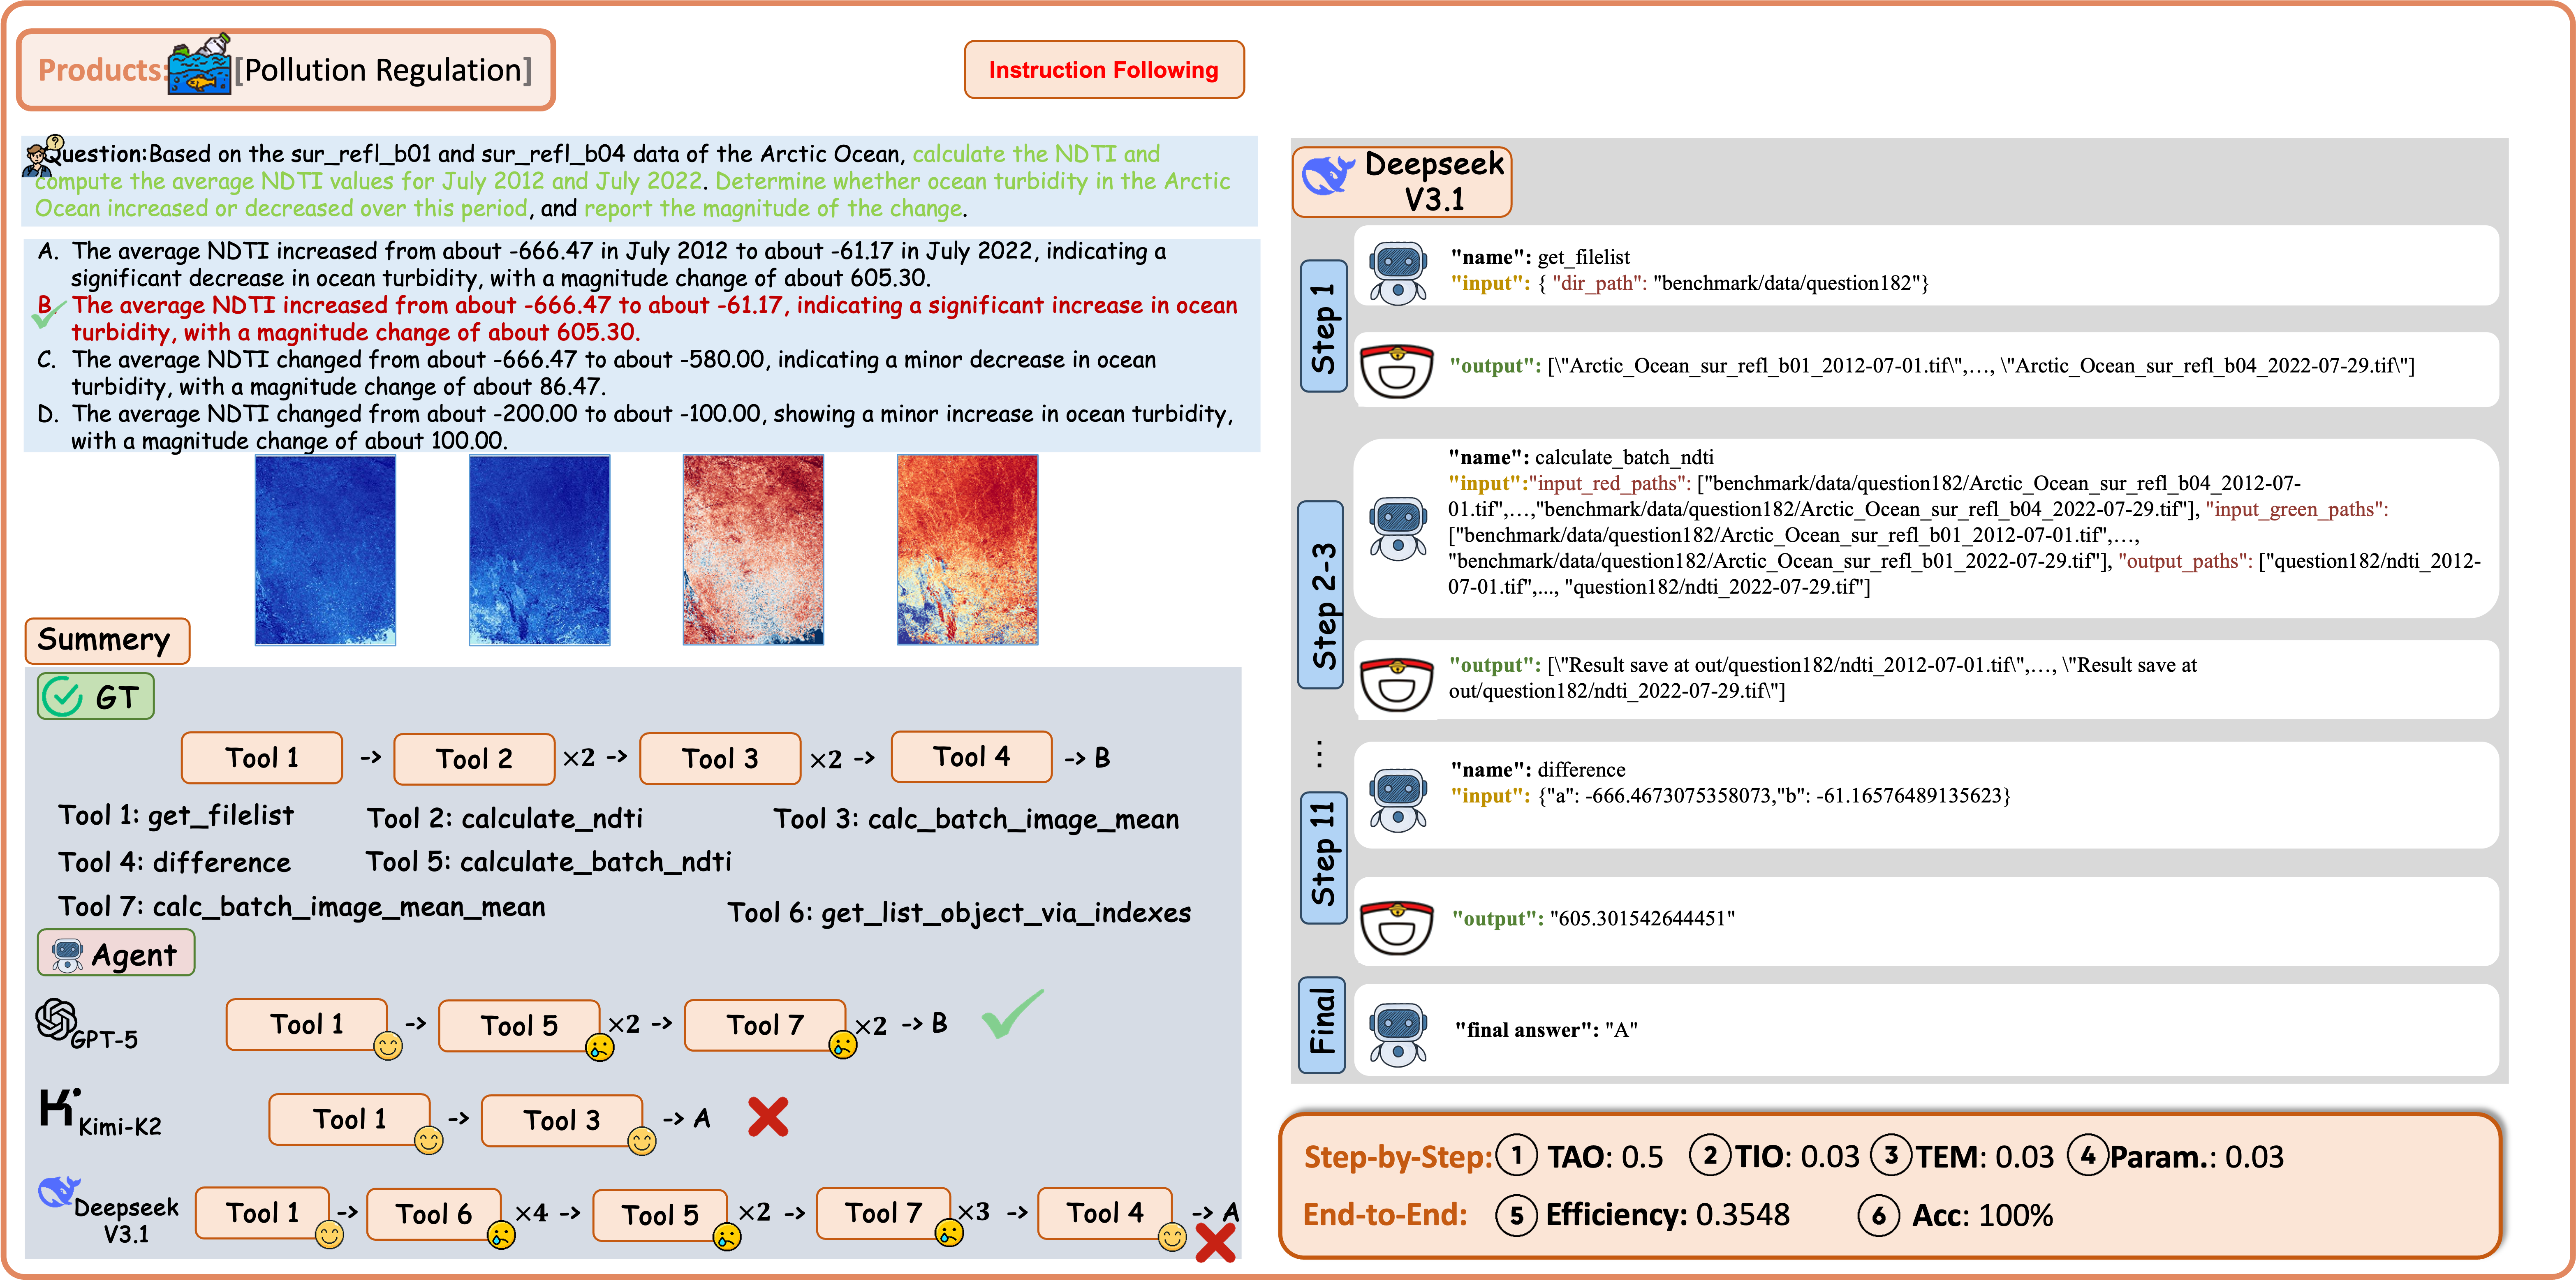 Products: [Pollution Regulation]
Instruction Following
Question:Based on the sur_refl_b01 and sur_refl_b04 data of the Arctic Ocean, calculate the NDTI and
compute the average NDTI values for July 2012 and July 2022. Determine whether ocean turbidity in the Arctic
Ocean increased or decreased over this period, and report the magnitude of the change.
A. The average NDTI increased from about -666.47 in July 2012 to about -61.17 in July 2022, indicating a
significant decrease in ocean turbidity, with a magnitude change of about 605.30.
B. The average NDTI increased from about -666.47 to about -61.17, indicating a significant increase in ocean
turbidity, with a magnitude change of about 605.30.
C. The average NDTI changed from about -666.47 to about -580.00, indicating a minor decrease in ocean
turbidity, with a magnitude change of about 86.47.
D. The average NDTI changed from about -200.00 to about -100.00, showing a minor increase in ocean turbidity,
with a magnitude change of about 100.00.
Summery
GT
Tool 1 -> Tool 2 ×2 -> Tool 3 ×2 -> Tool 4 -> B
Tool 1: get_filelist Tool 2: calculate_ndti Tool 3: calc_batch_image_mean
Tool 4: difference Tool 5: calculate_batch_ndti
Tool 7: calc_batch_image_mean_mean Tool 6: get_list_object_via_indexes
Agent
GPT-5 Tool 1 -> Tool 5 ×2 -> Tool 7 ×2 -> B
Kimi-K2 Tool 1 -> Tool 3 -> A
Deepseek
V3.1 Tool 1 -> Tool 6 ×4 -> Tool 5 ×2 -> Tool 7 ×3 -> Tool 4 -> A
Deepseek
V3.1
Step 1
"name": get_filelist
"input": { "dir_path": "benchmark/data/question182"}
"output": [\"Arctic_Ocean_sur_refl_b01_2012-07-01.tif\",..., \"Arctic_Ocean_sur_refl_b04_2022-07-29.tif\"]
Step 2-3
"name": calculate_batch_ndti
"input":"input_red_paths": ["benchmark/data/question182/Arctic_Ocean_sur_refl_b04_2012-07-
01.tif",...,"benchmark/data/question182/Arctic_Ocean_sur_refl_b04_2022-07-29.tif"], "input_green_paths":
["benchmark/data/question182/Arctic_Ocean_sur_refl_b01_2012-07-01.tif",...,
"benchmark/data/question182/Arctic_Ocean_sur_refl_b01_2022-07-29.tif"], "output_paths": ["question182/ndti_2012-
07-01.tif",..., "question182/ndti_2022-07-29.tif"]
"output": [\"Result save at out/question182/ndti_2012-07-01.tif\",..., \"Result save at
out/question182/ndti_2022-07-29.tif\"]
⋮
Step 11
"name": difference
"input": {"a": -666.4673075358073,"b": -61.16576489135623}
"output": "605.301542644451"
Final
"final answer": "A"
Step-by-Step: 1 TAO: 0.5 2 TIO: 0.03 3 TEM: 0.03 4 Param.: 0.03
End-to-End: 5 Efficiency: 0.3548 6 Acc: 100%